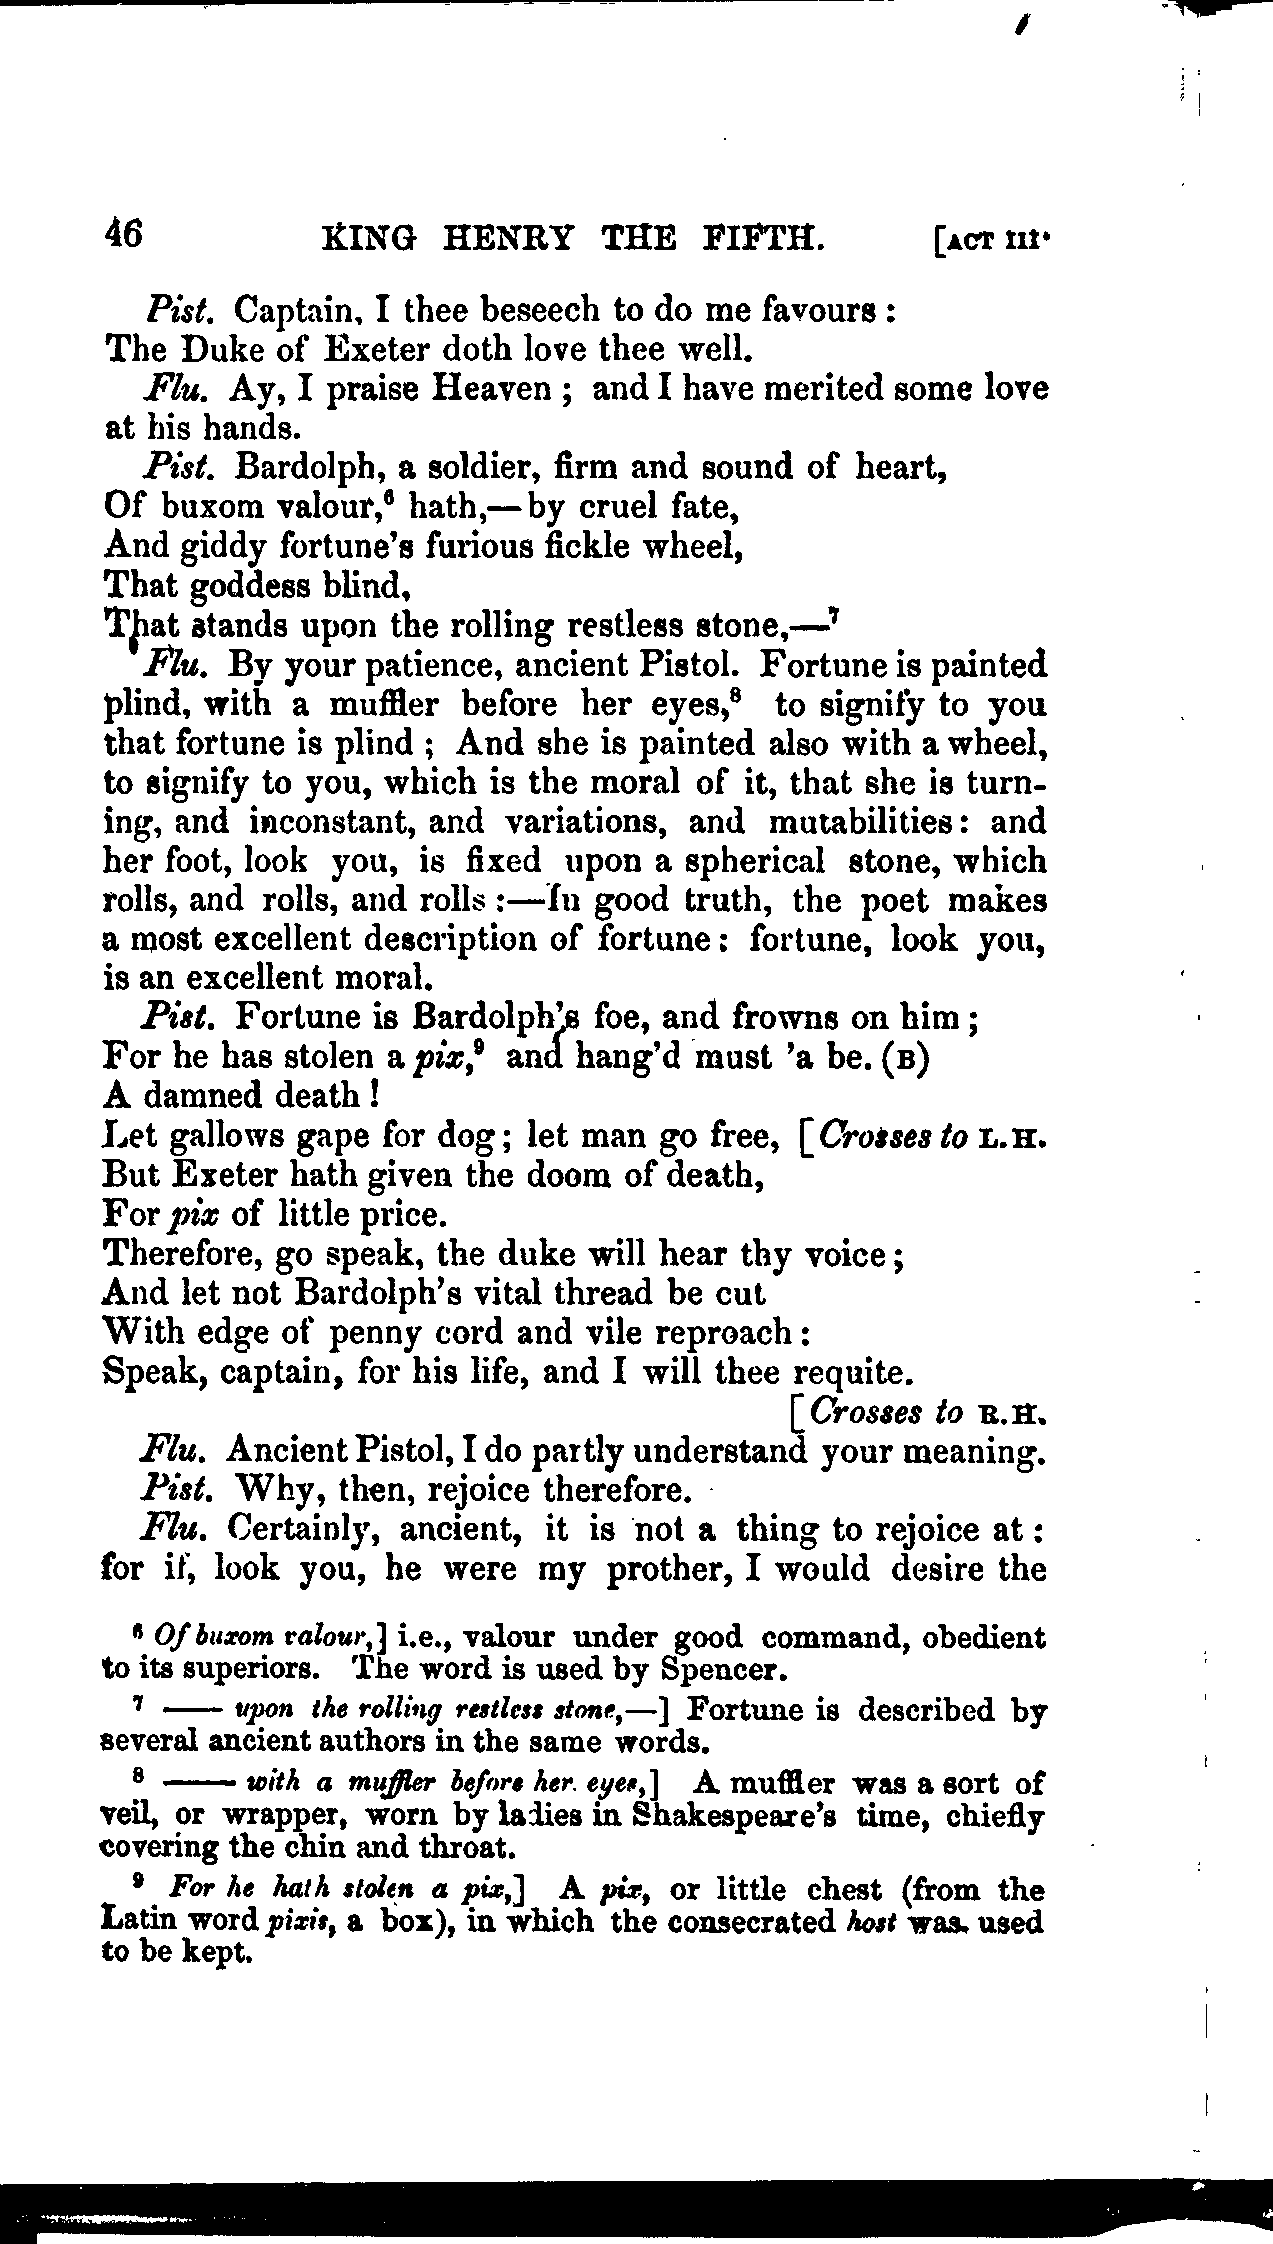 46 KING HENRY THE FIFTH. [ACT III.
Pist. Captain, I thee beseech to do me favours :
The Duke of Exeter doth love thee well.
Flu. Ay, I praise Heaven ; and I have merited some love
at his hands.
Pist. Bardolph, a soldier, firm and sound of heart,
Of buxom valour,⁶ hath,—by cruel fate,
And giddy fortune's furious fickle wheel,
That goddess blind,
That stands upon the rolling restless stone,—⁷
Flu. By your patience, ancient Pistol. Fortune is painted
plind, with a muffler before her eyes,⁸ to signify to you
that fortune is plind ; And she is painted also with a wheel,
to signify to you, which is the moral of it, that she is turn-
ing, and inconstant, and variations, and mutabilities: and
her foot, look you, is fixed upon a spherical stone, which
rolls, and rolls, and rolls :—In good truth, the poet makes
a most excellent description of fortune: fortune, look you,
is an excellent moral.
Pist. Fortune is Bardolph's foe, and frowns on him ;
For he has stolen a pix,⁹ and hang'd must 'a be. (B)
A damned death !
Let gallows gape for dog; let man go free, [Crosses to L.H.
But Exeter hath given the doom of death,
For pix of little price.
Therefore, go speak, the duke will hear thy voice;
And let not Bardolph's vital thread be cut
With edge of penny cord and vile reproach :
Speak, captain, for his life, and I will thee requite.
[Crosses to R.H.
Flu. Ancient Pistol, I do partly understand your meaning.
Pist. Why, then, rejoice therefore.
Flu. Certainly, ancient, it is not a thing to rejoice at :
for if, look you, he were my prother, I would desire the
⁶ Of buxom valour,] i.e., valour under good command, obedient
to its superiors. The word is used by Spencer.
⁷ —— upon the rolling restless stone,—] Fortune is described by
several ancient authors in the same words.
⁸ —— with a muffler before her eyes,] A muffler was a sort of
veil, or wrapper, worn by ladies in Shakespeare's time, chiefly
covering the chin and throat.
⁹ For he hath stolen a pix,] A pix, or little chest (from the
Latin word pixis, a box), in which the consecrated host was used
to be kept.